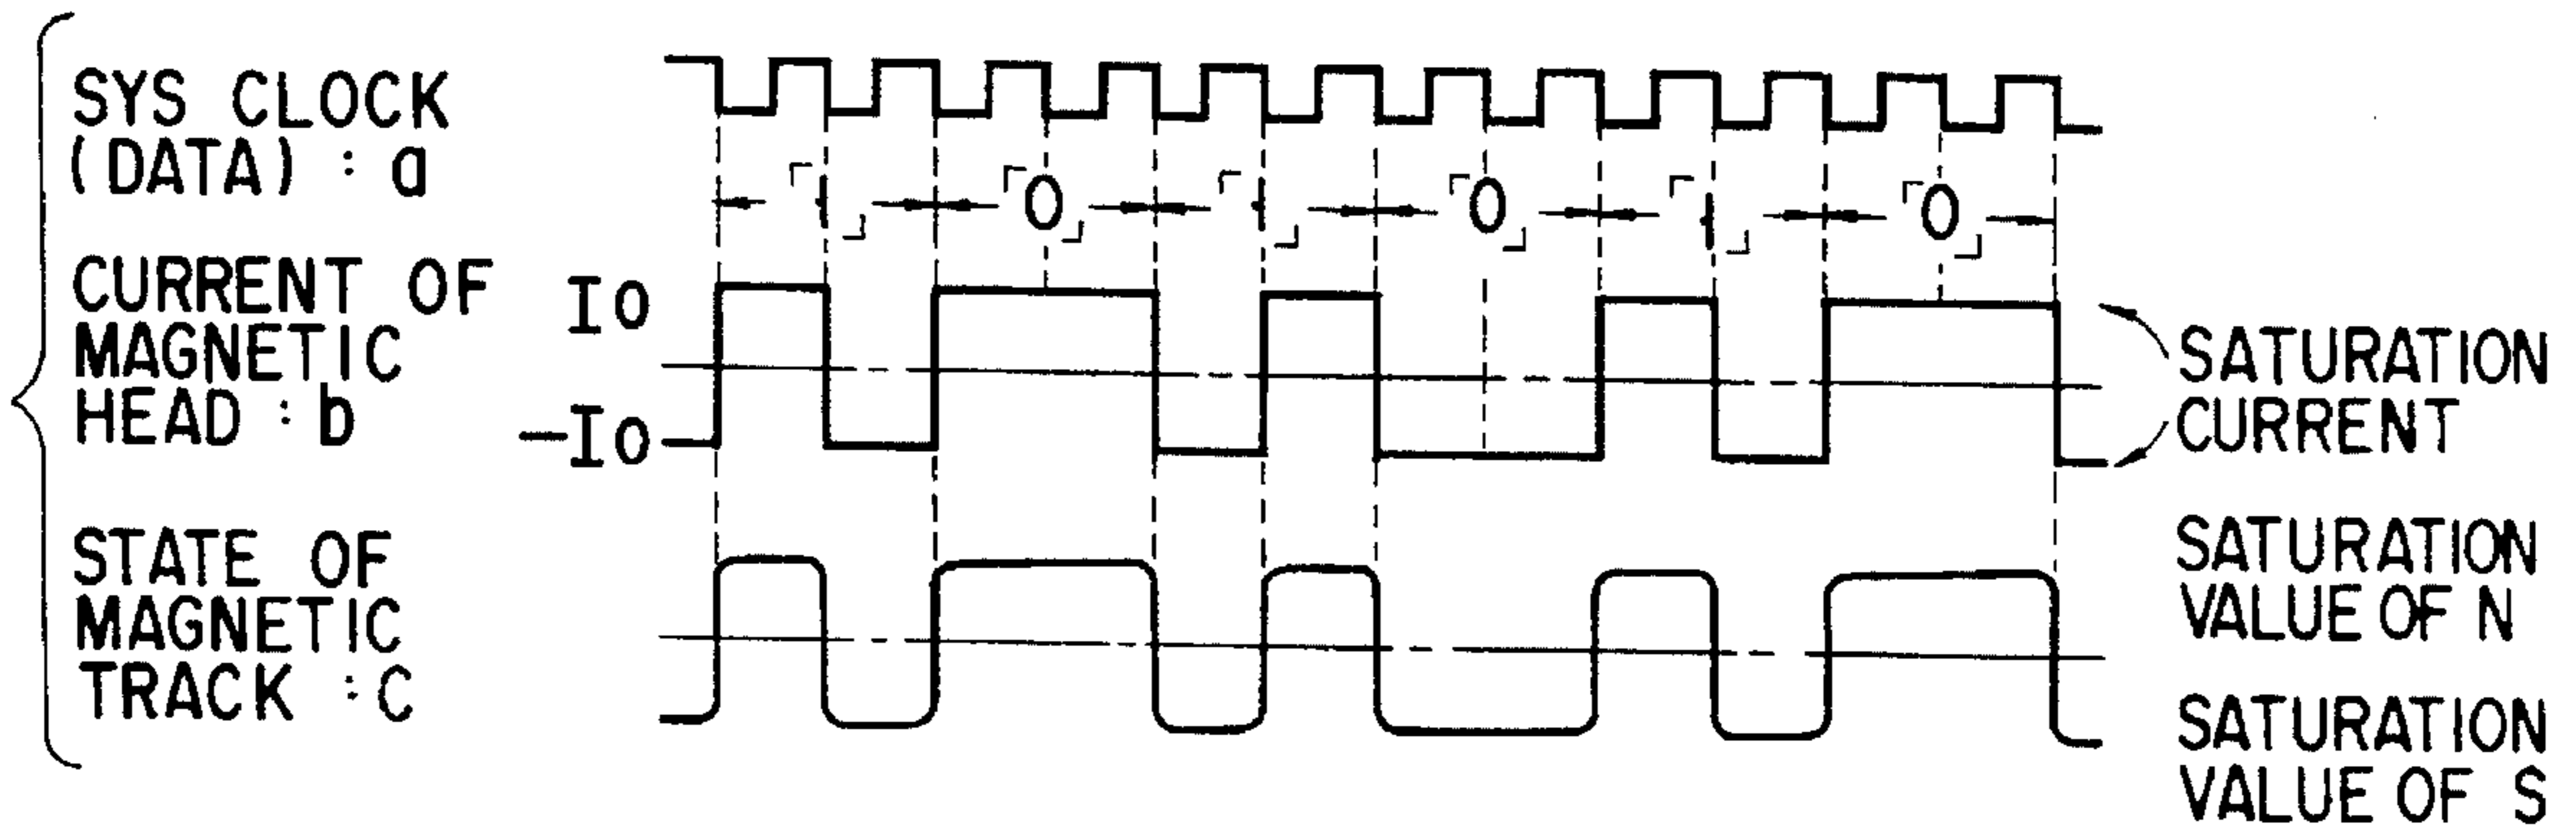 SYS CLOCK
(DATA) : a
「1」 「0」 「1」 「0」 「1」 「0」
CURRENT OF
MAGNETIC
HEAD : b
IO
-IO
SATURATION
CURRENT
STATE OF
MAGNETIC
TRACK : C
SATURATION
VALUE OF N
SATURATION
VALUE OF S